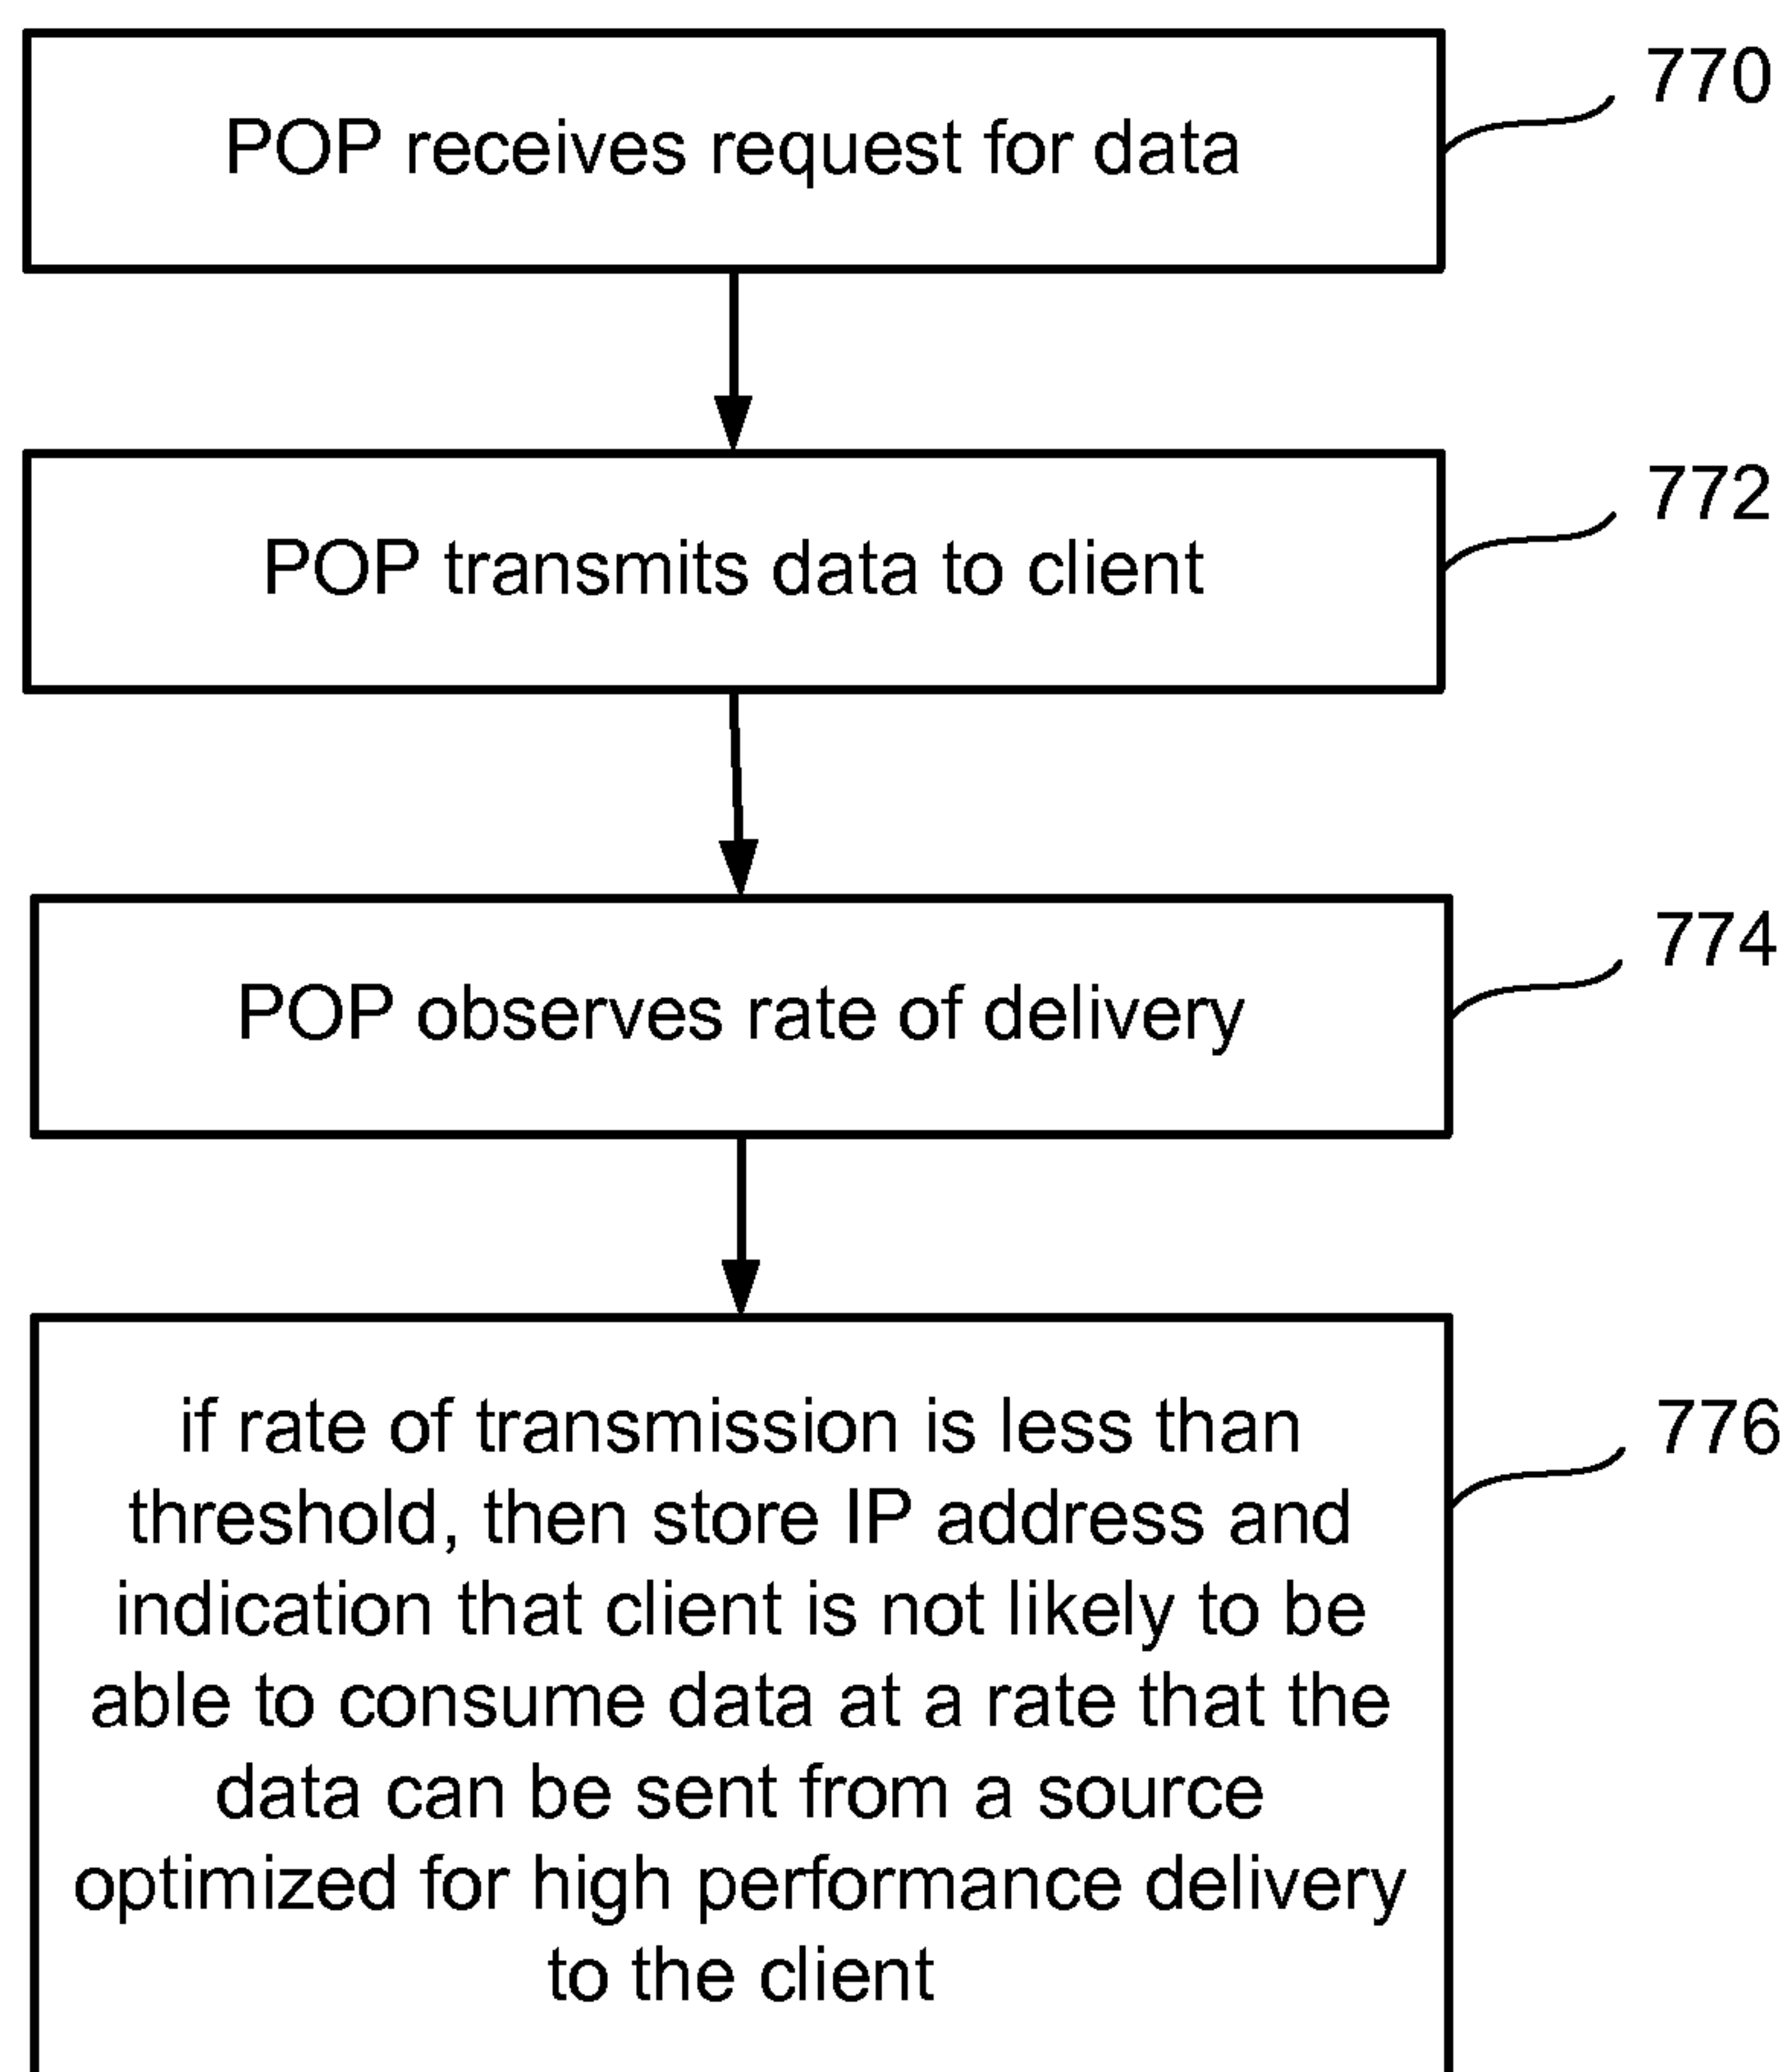 POP receives request for data
770
POP transmits data to client
772
POP observes rate of delivery
774
if rate of transmission is less than
threshold, then store IP address and
indication that client is not likely to be
able to consume data at a rate that the
data can be sent from a source
optimized for high performance delivery
to the client
776